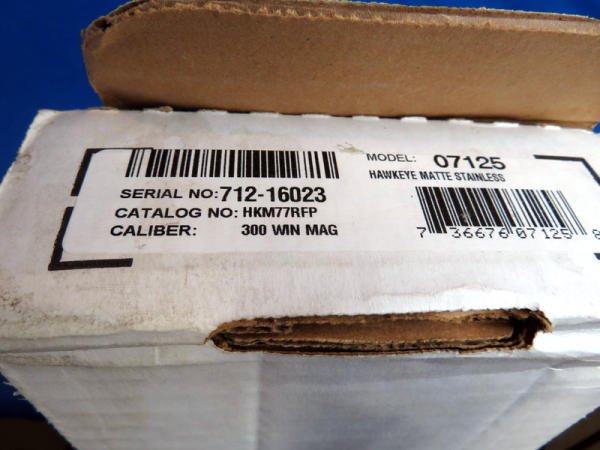 SERIAL NO: 712-16023
CATALOG NO: HKM77RFP
CALIBER: 300 WIN MAG
MODEL: 07125
HAWKEYE MATTE STAINLESS
7 36676 07125 8